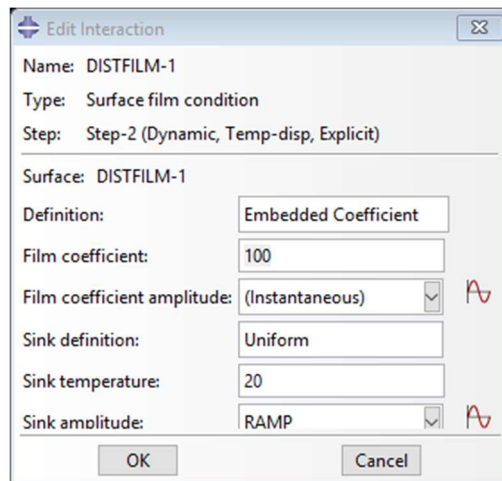 Edit Interaction
Name: DISTFILM-1
Type: Surface film condition
Step: Step-2 (Dynamic, Temp-disp, Explicit)
Surface: DISTFILM-1
Definition: Embedded Coefficient
Film coefficient: 100
Film coefficient amplitude: (Instantaneous)
Sink definition: Uniform
Sink temperature: 20
Sink amplitude: RAMP
OK Cancel